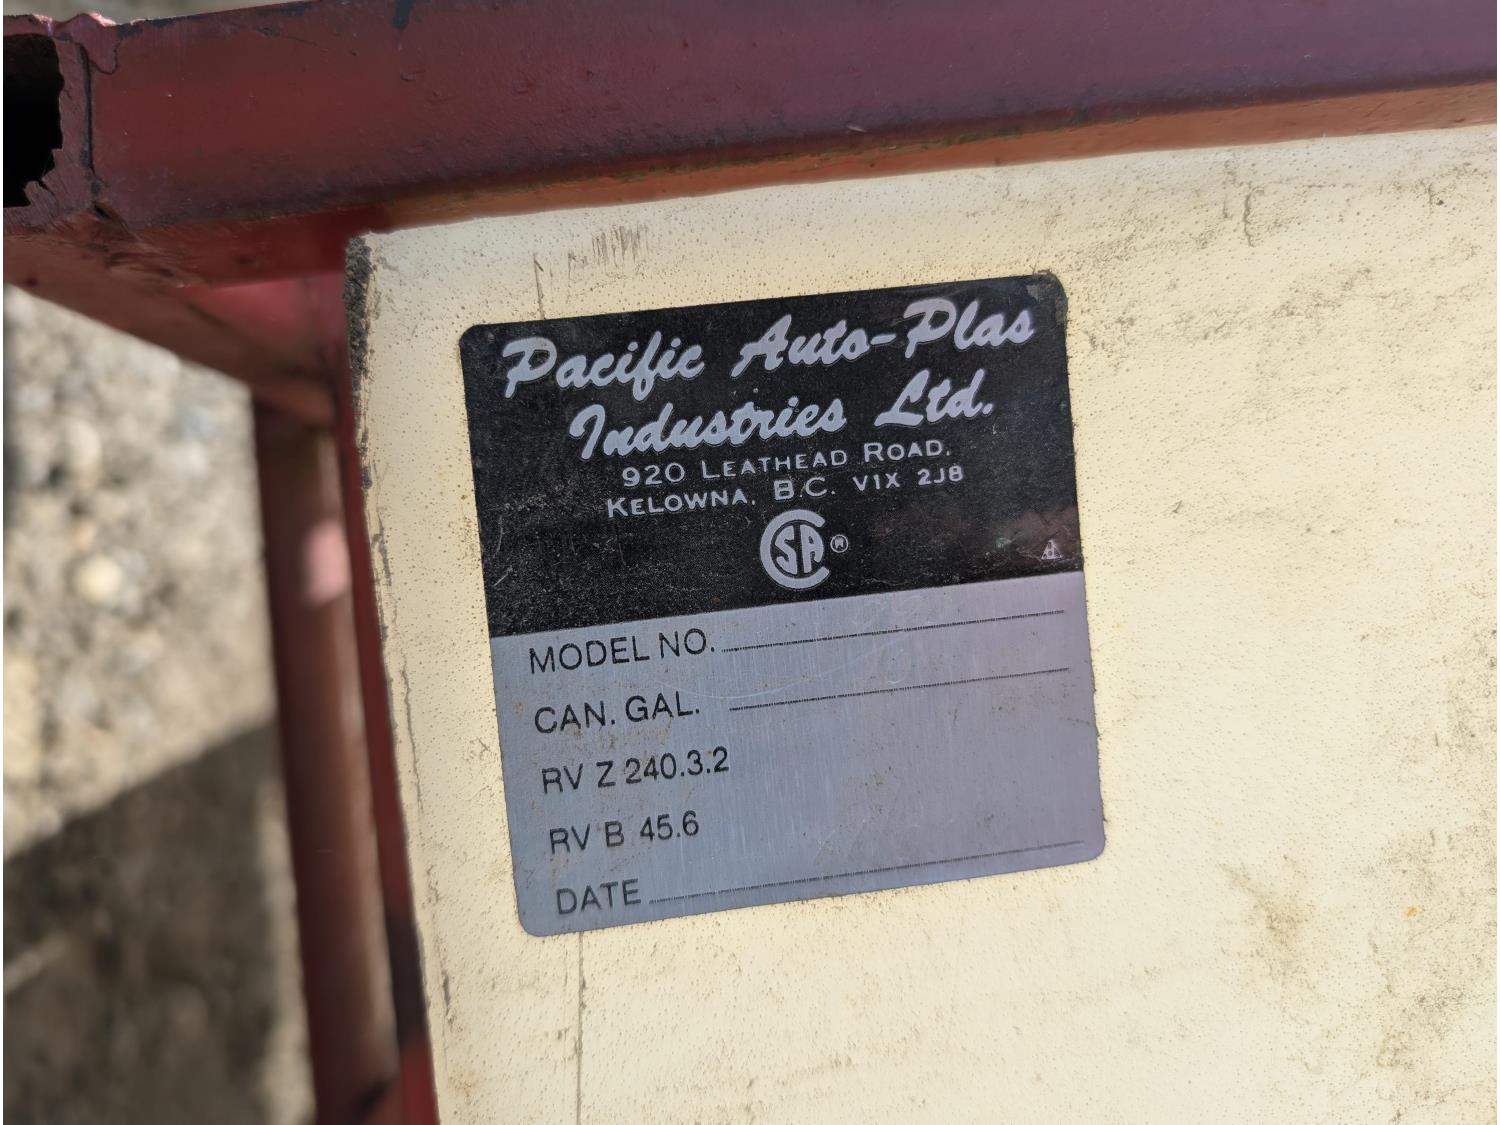 Pacific Auto-Plas
Industries Ltd.
920 LEATHEAD ROAD,
KELOWNA, B.C. V1X 2J8
CSA®
MODEL NO.
CAN. GAL.
RV Z 240.3.2
RV B 45.6
DATE